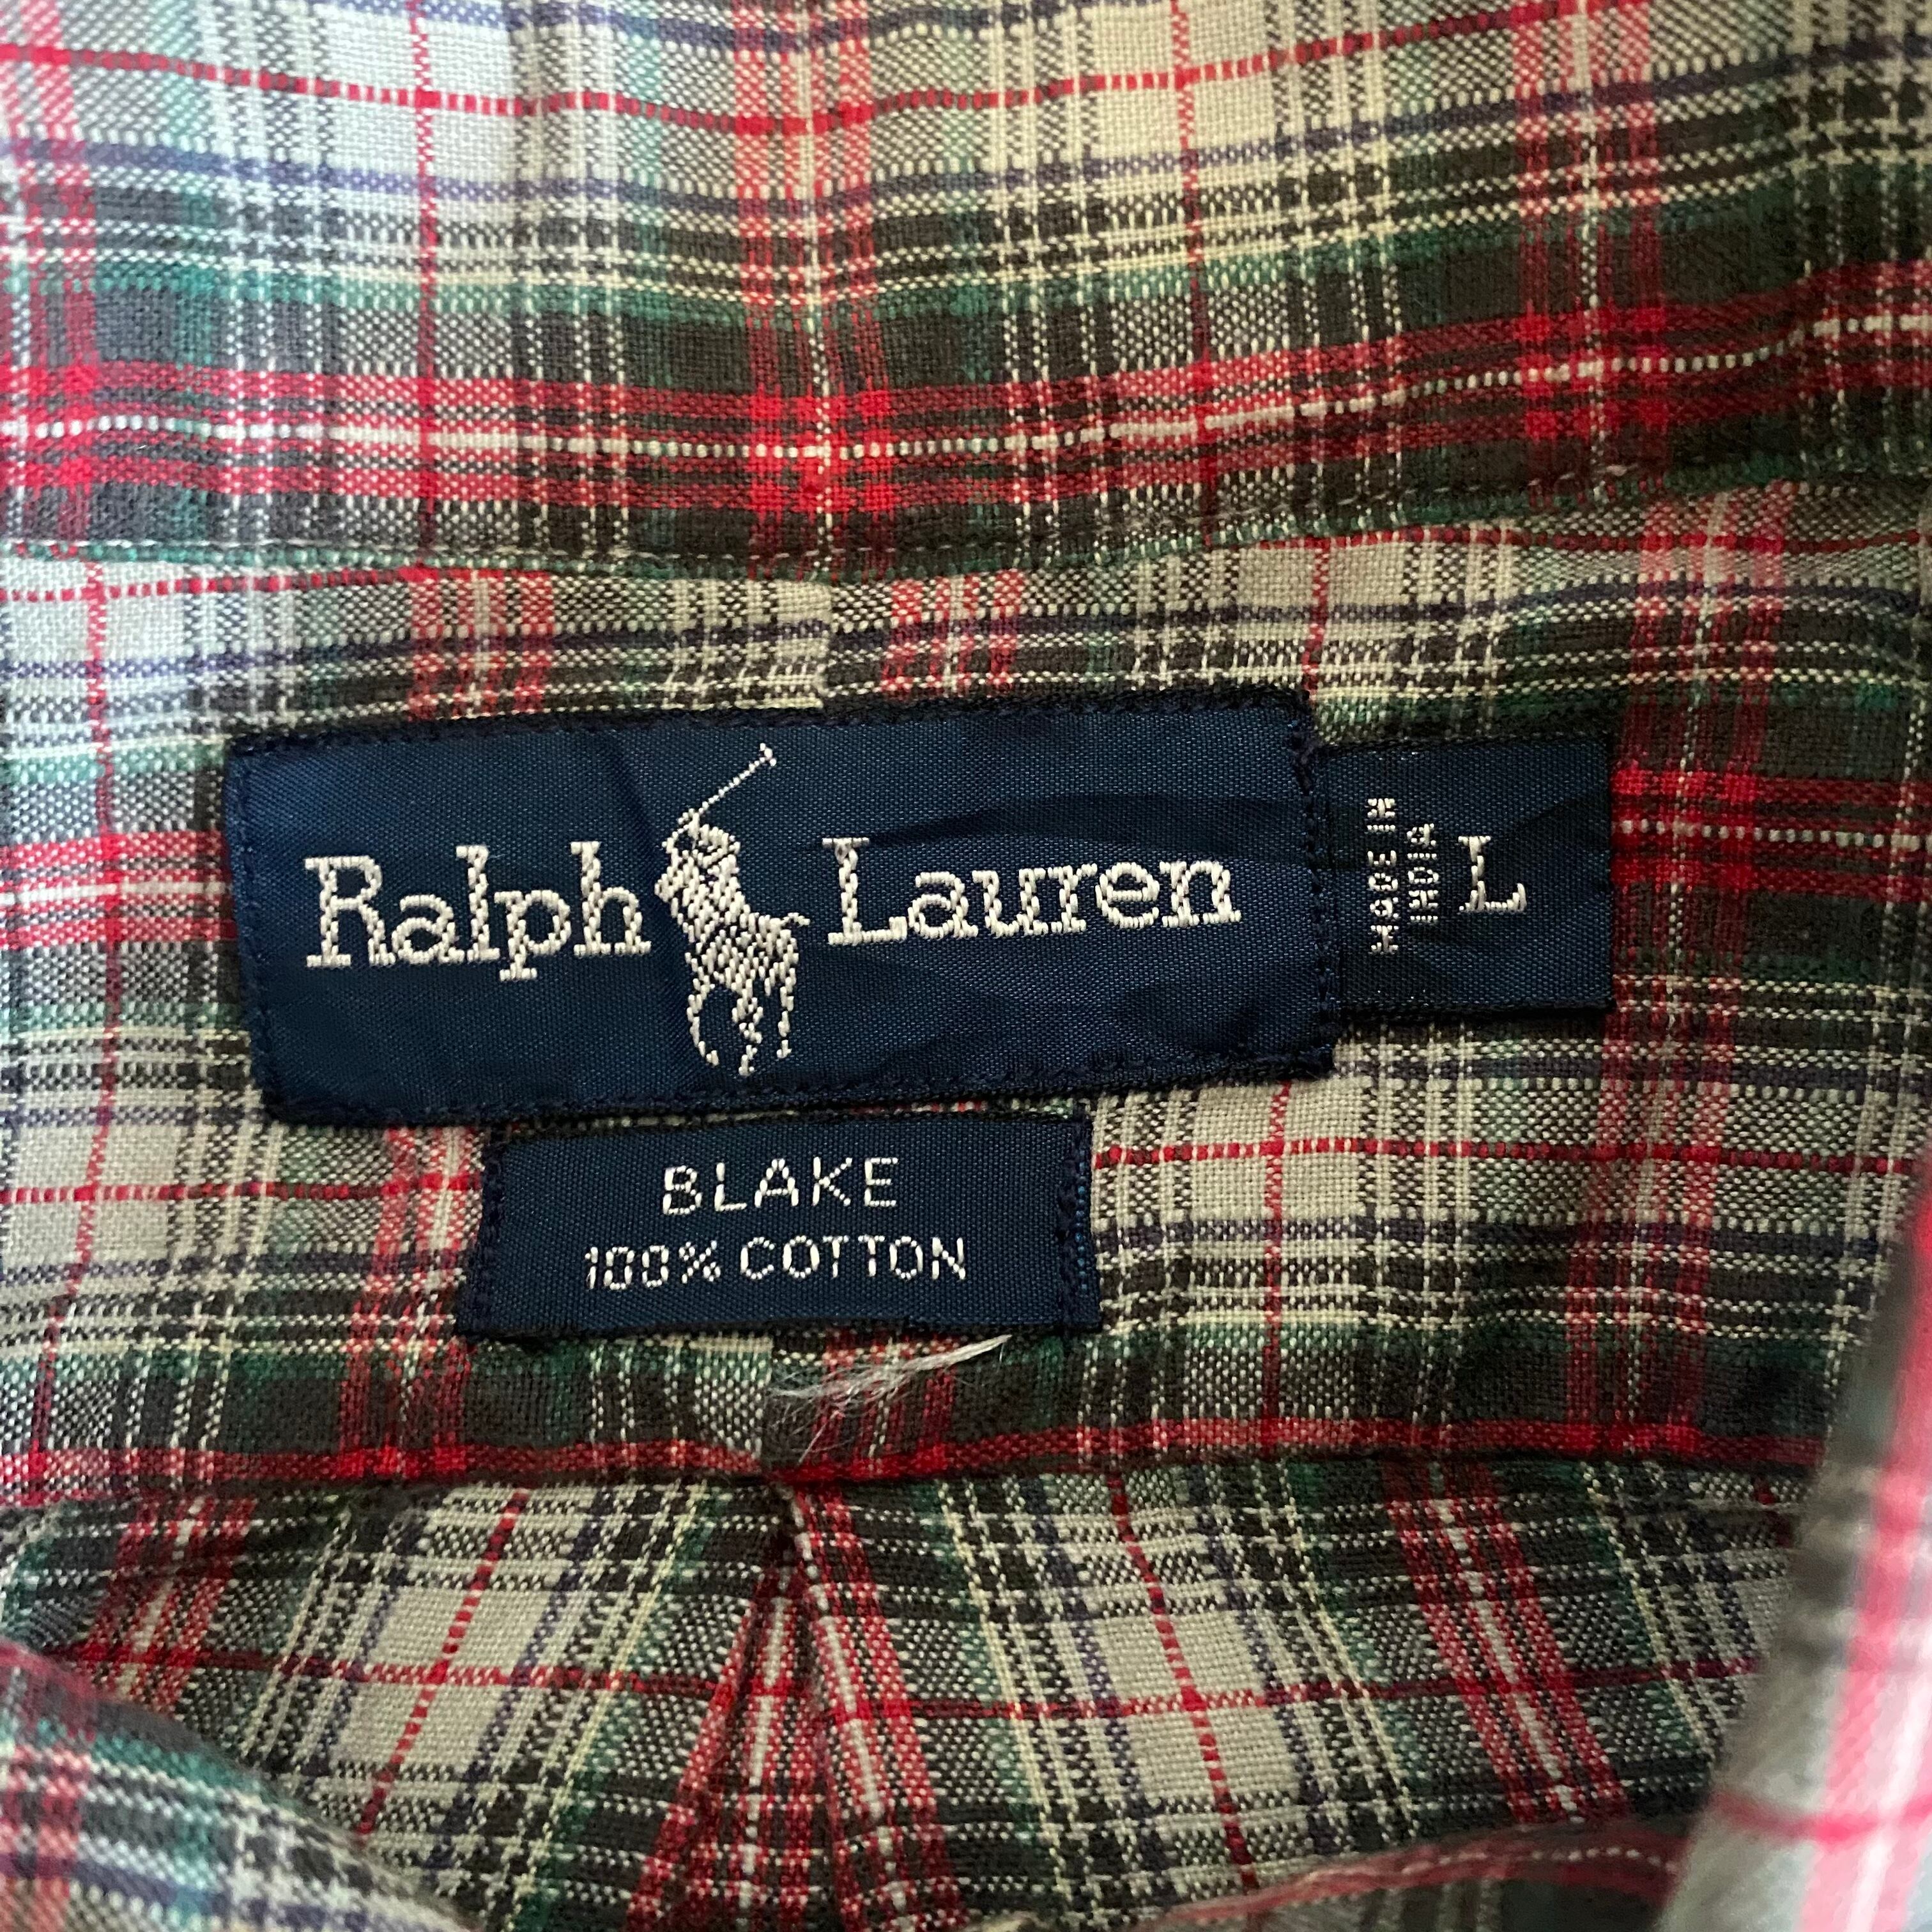 Ralph Lauren
MADE IN
INDIA
L
BLAKE
100% COTTON